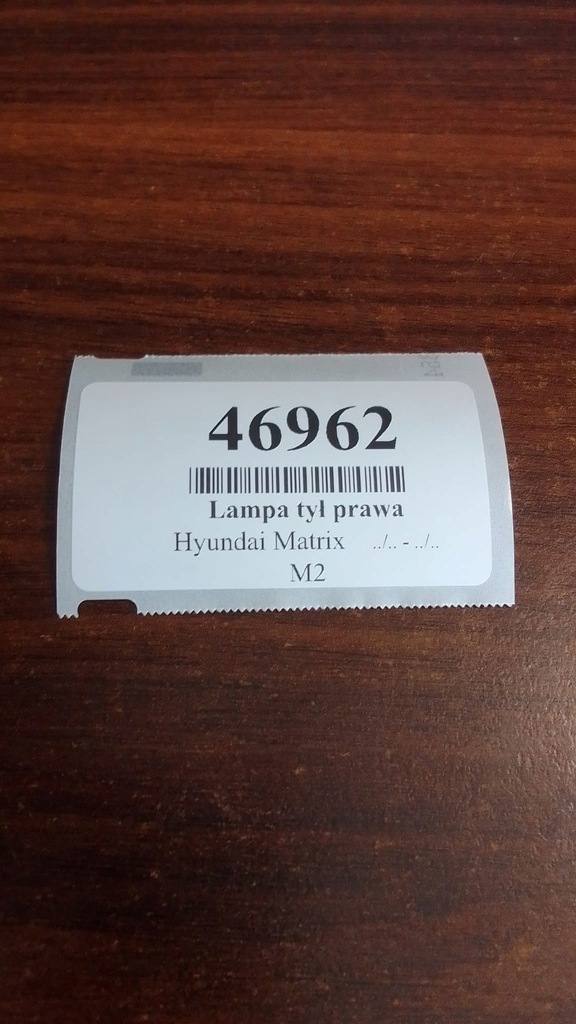 46962
Lampa tył prawa
Hyundai Matrix ../.. - ../..
M2